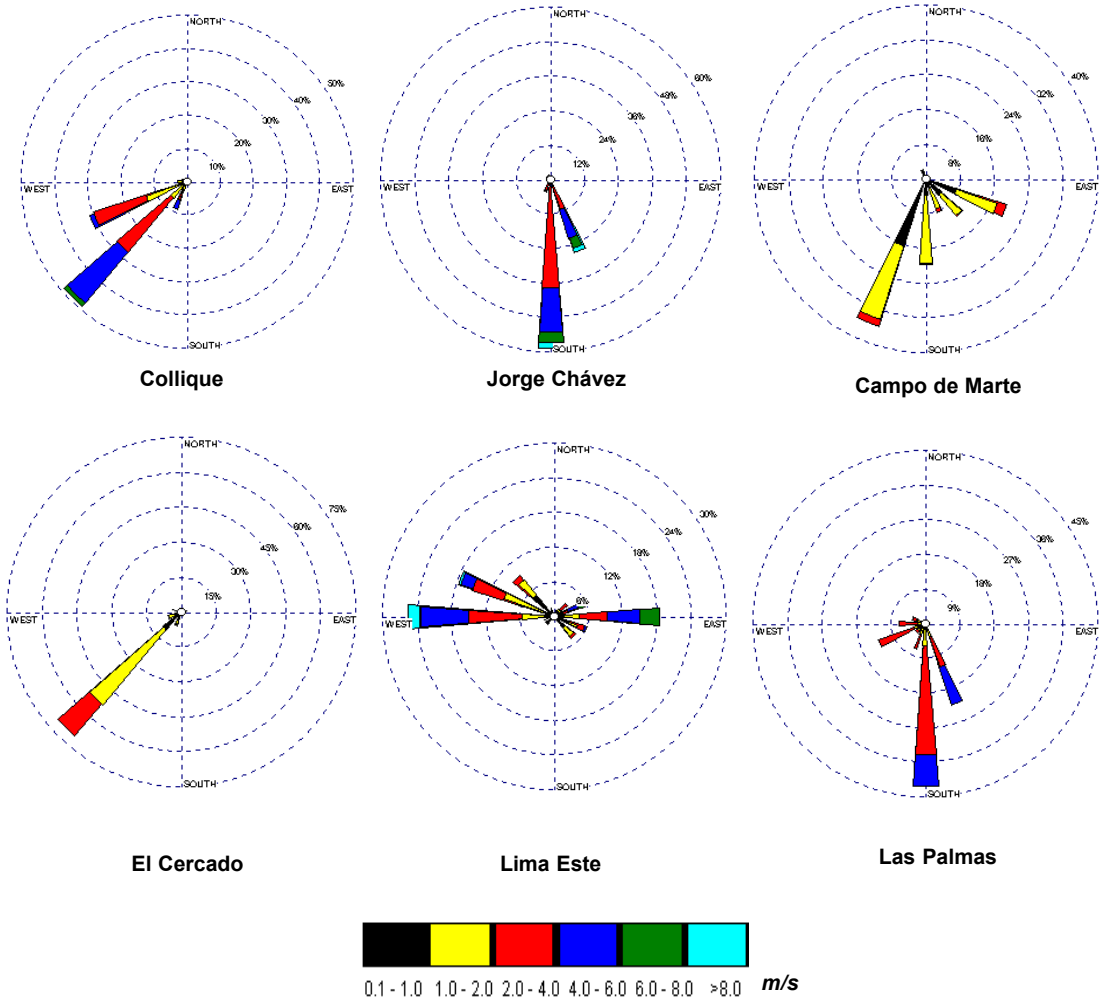 NORTH
50%
40%
30%
20%
10%
WEST
EAST
SOUTH
Collique
NORTH
60%
48%
36%
24%
12%
WEST
EAST
SOUTH
Jorge Chávez
NORTH
40%
32%
24%
16%
8%
WEST
EAST
SOUTH
Campo de Marte
NORTH
75%
60%
45%
30%
15%
WEST
EAST
SOUTH
El Cercado
NORTH
30%
24%
18%
12%
6%
WEST
EAST
SOUTH
Lima Este
NORTH
45%
36%
27%
18%
9%
WEST
EAST
SOUTH
Las Palmas
0.1 - 1.0 1.0 - 2.0 2.0 - 4.0 4.0 - 6.0 6.0 - 8.0 >8.0 m/s